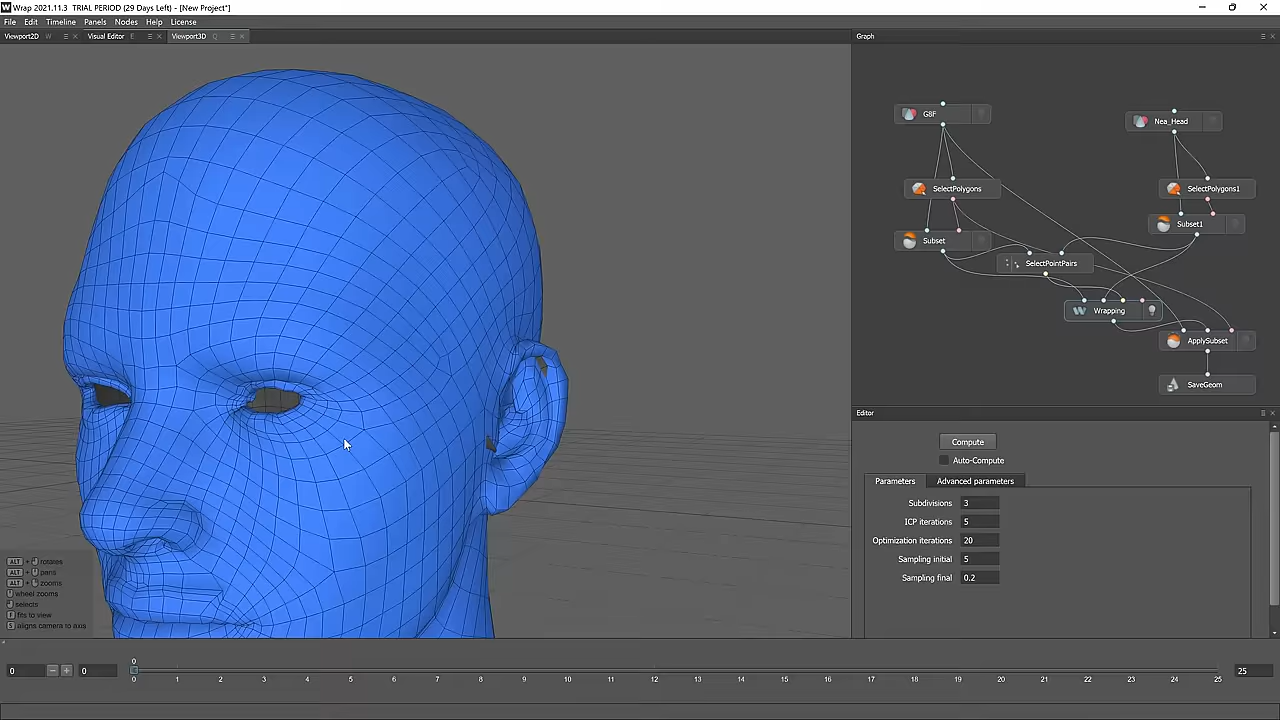 Wrap 2021.11.3 TRIAL PERIOD (29 Days Left) - [New Project*]
File Edit Timeline Panels Nodes Help License
Viewport2D W Visual Editor E Viewport3D Q
Graph
G8F
Nea_Head
SelectPolygons
SelectPolygons1
Subset1
Subset
SelectPointPairs
Wrapping
ApplySubset
SaveGeom
Editor
Compute
Auto-Compute
Parameters Advanced parameters
Subdivisions 3
ICP iterations 5
Optimization iterations 20
Sampling initial 5
Sampling final 0.2
ALT + rotates
ALT + pans
ALT + zooms
wheel zooms
selects
F fits to view
S aligns camera to axis
0
0 − + 0 25
0 1 2 3 4 5 6 7 8 9 10 11 12 13 14 15 16 17 18 19 20 21 22 23 24 25